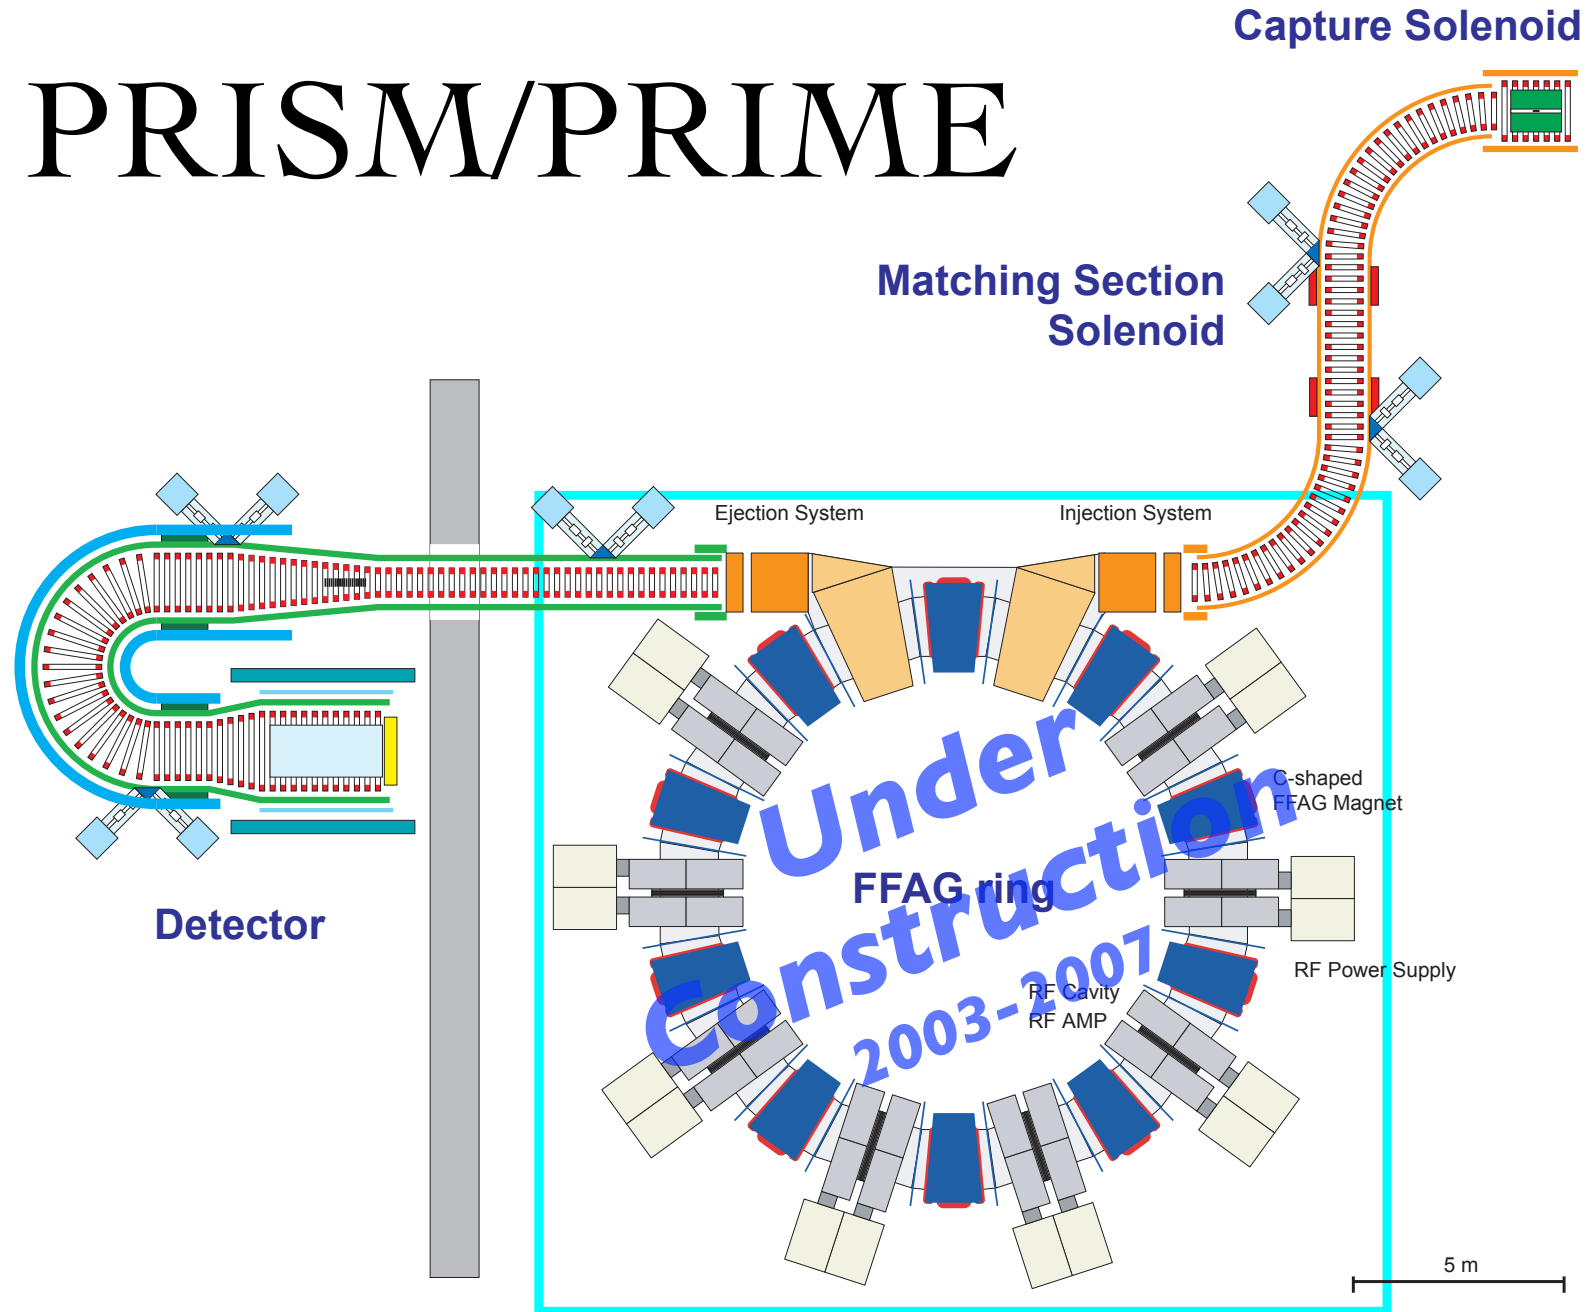 Capture Solenoid
PRISM/PRIME
Matching Section
Solenoid
Ejection System
Injection System
C-shaped
FFAG Magnet
Under
FFAG ring
Construction
Detector
2003-2007
RF Power Supply
RF Cavity
RF AMP
5 m